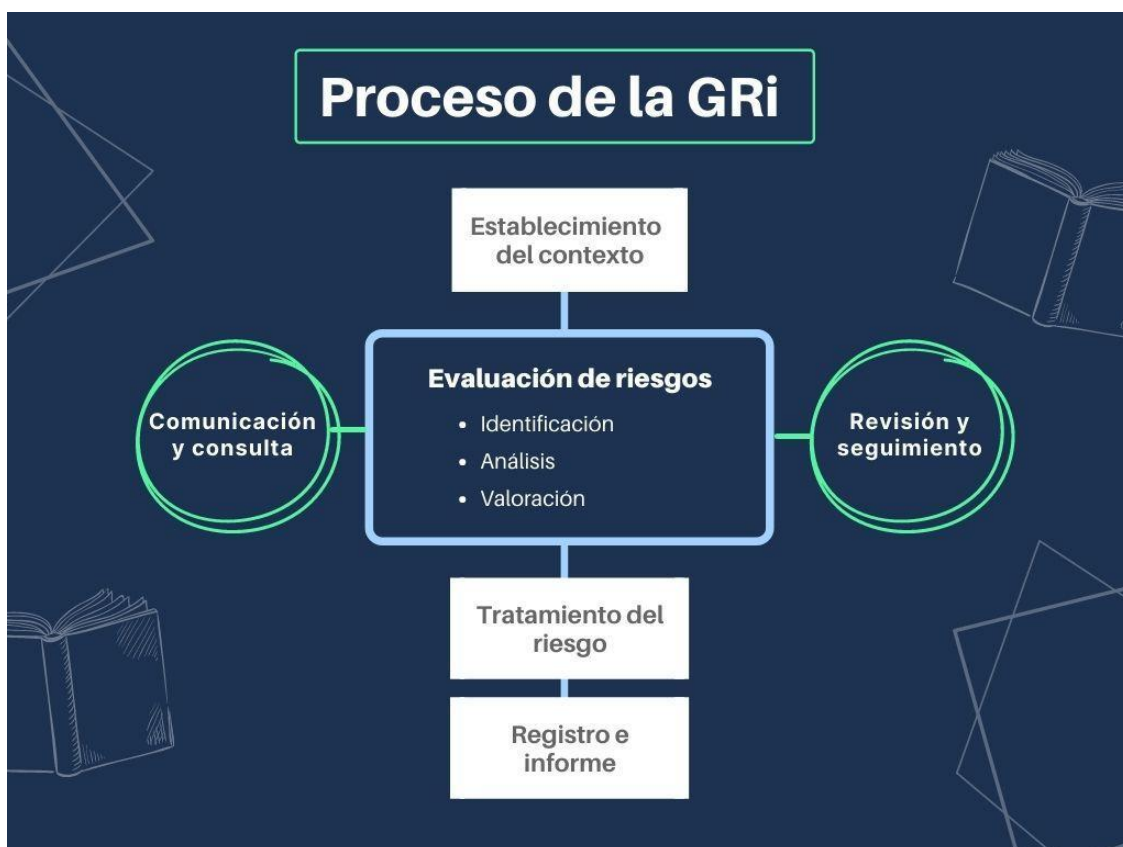 Proceso de la GRi
Establecimiento
del contexto
Evaluación de riesgos
• Identificación
• Análisis
• Valoración
Comunicación
y consulta
Revisión y
seguimiento
Tratamiento del
riesgo
Registro e
informe